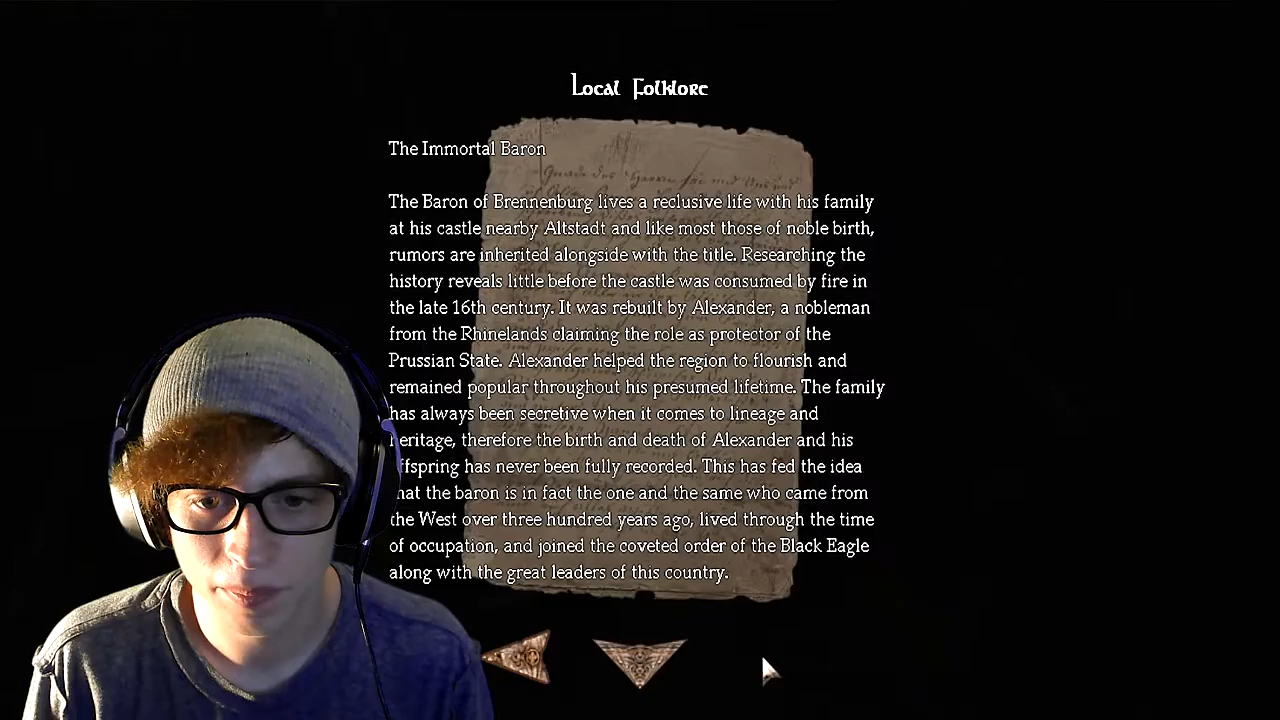 Local Folklore
The Immortal Baron
The Baron of Brennenburg lives a reclusive life with his family
at his castle nearby Altstadt and like most those of noble birth,
rumors are inherited alongside with the title. Researching the
history reveals little before the castle was consumed by fire in
the late 16th century. It was rebuilt by Alexander, a nobleman
from the Rhinelands claiming the role as protector of the
Prussian State. Alexander helped the region to flourish and
remained popular throughout his presumed lifetime. The family
has always been secretive when it comes to lineage and
heritage, therefore the birth and death of Alexander and his
offspring has never been fully recorded. This has fed the idea
that the baron is in fact the one and the same who came from
the West over three hundred years ago, lived through the time
of occupation, and joined the coveted order of the Black Eagle
along with the great leaders of this country.